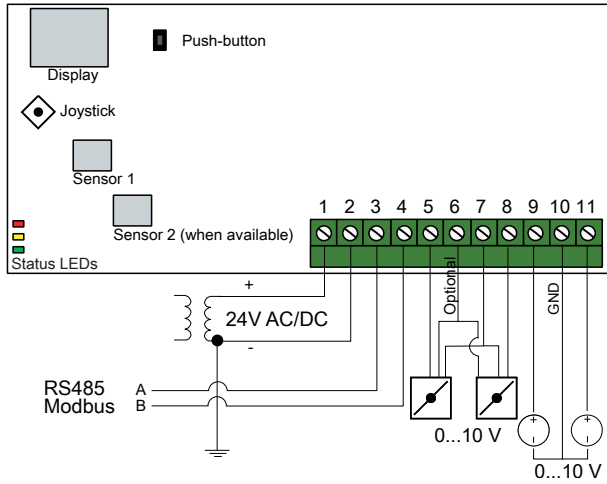 Push-button
Display
Joystick
Sensor 1
Sensor 2 (when available)
Status LEDs
1 2 3 4 5 6 7 8 9 10 11
Optional
GND
+
24V AC/DC
-
RS485
Modbus
A
B
0...10 V
+
-
+
-
0...10 V